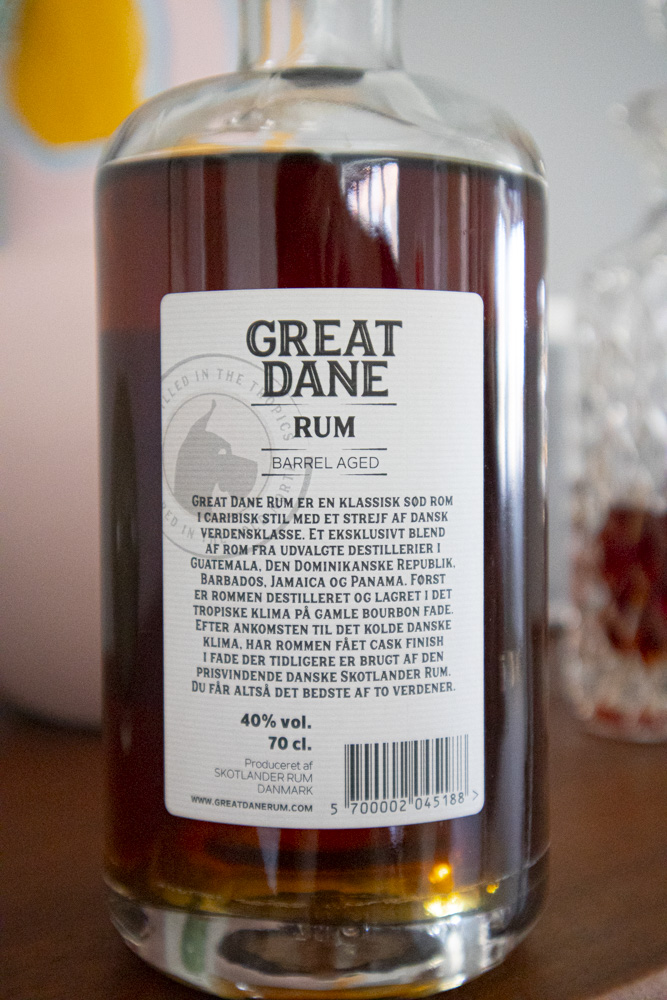 GREAT
DANE
RUM
BARREL AGED
LLED IN THE TROPICS
GREAT DANE RUM ER EN KLASSISK SØD ROM
I CARIBISK STIL MED ET STREJF AF DANSK
VERDENSKLASSE. ET EKSKLUSIVT BLEND
AF ROM FRA UDVALGTE DESTILLERIER I
GUATEMALA, DEN DOMINIKANSKE REPUBLIK,
BARBADOS, JAMAICA OG PANAMA. FØRST
ER ROMMEN DESTILLERET OG LAGRET I DET
TROPISKE KLIMA PÅ GAMLE BOURBON FADE.
EFTER ANKOMSTEN TIL DET KOLDE DANSKE
KLIMA, HAR ROMMEN FÅET CASK FINISH
I FADE DER TIDLIGERE ER BRUGT AF DEN
PRISVINDENDE DANSKE SKOTLANDER RUM.
DU FÅR ALTSÅ DET BEDSTE AF TO VERDENER.
40% vol.
70 cl.
Produceret af
SKOTLANDER RUM
DANMARK
WWW.GREATDANERUM.COM
5 700002 045188 >